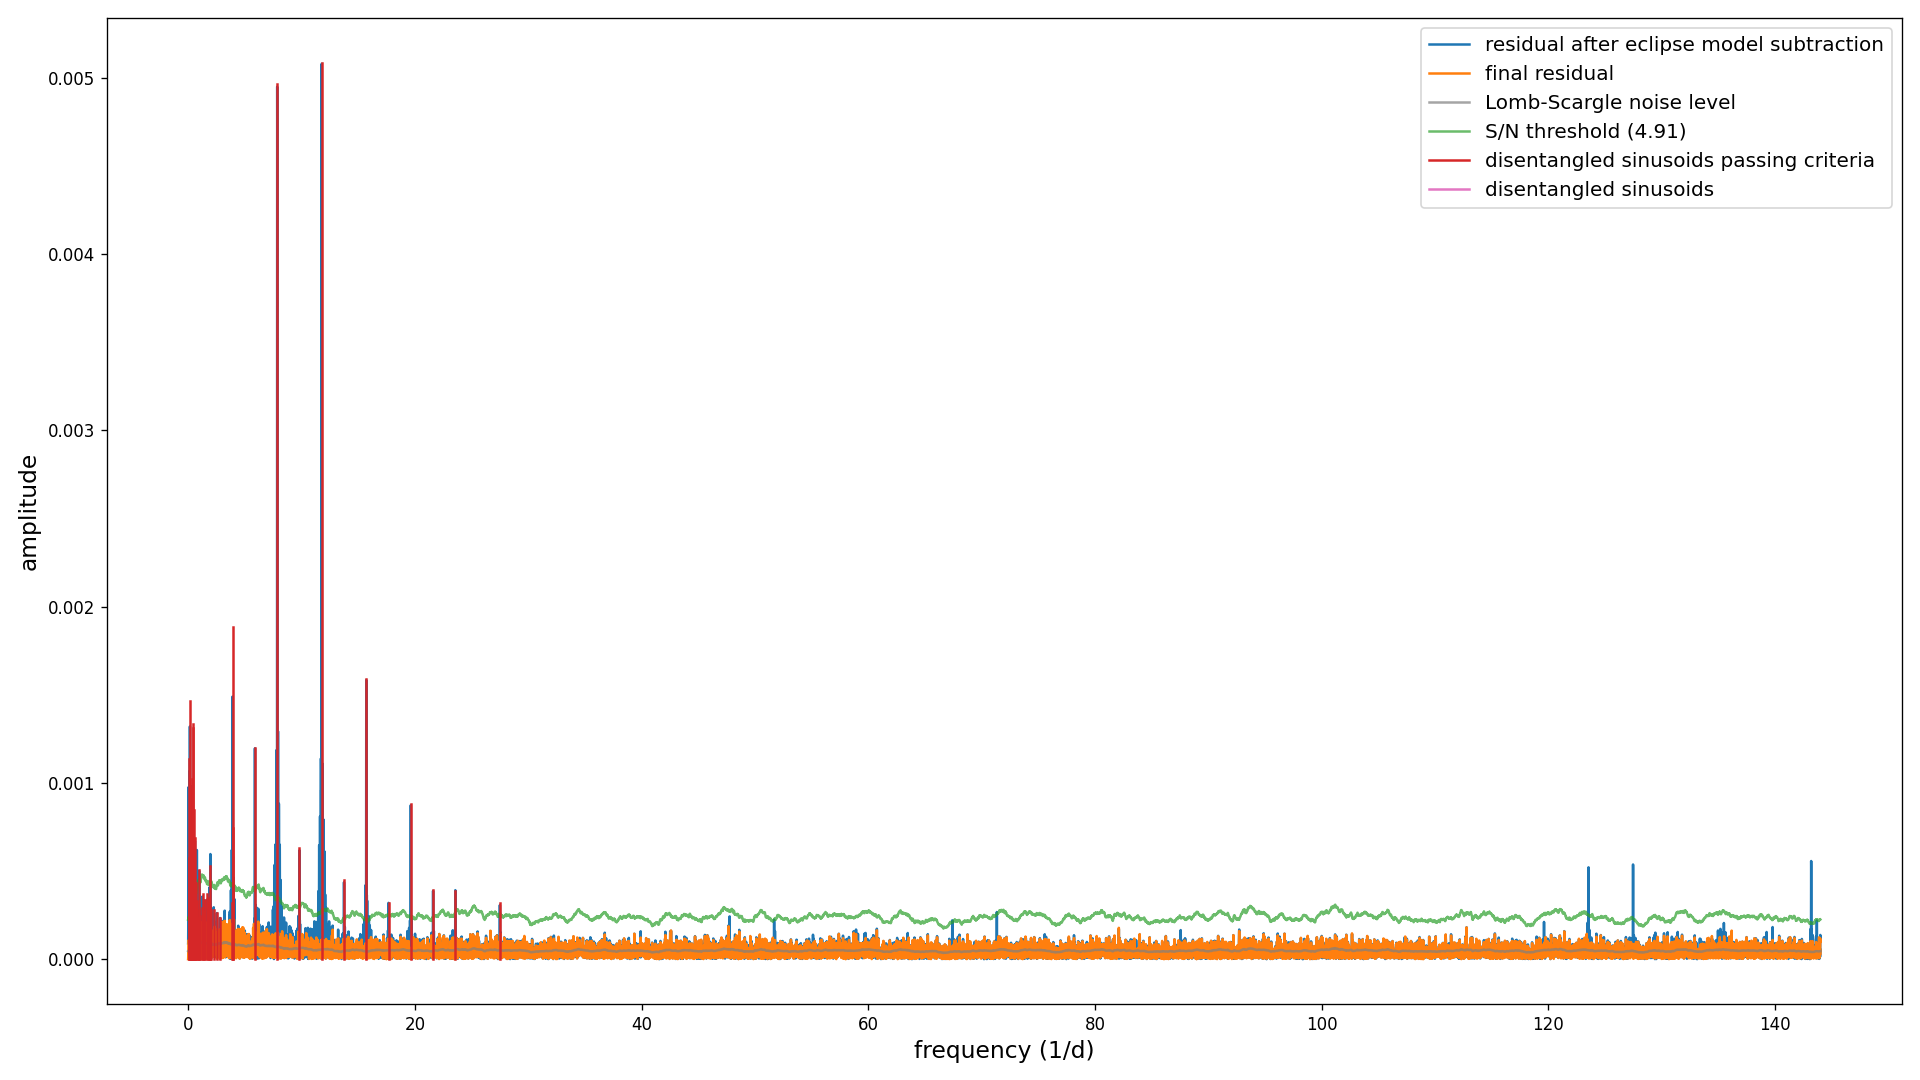 residual after eclipse model subtraction
final residual
Lomb-Scargle noise level
S/N threshold (4.91)
disentangled sinusoids passing criteria
disentangled sinusoids
0.005
0.004
0.003
0.002
0.001
0.000
amplitude
0 20 40 60 80 100 120 140
frequency (1/d)